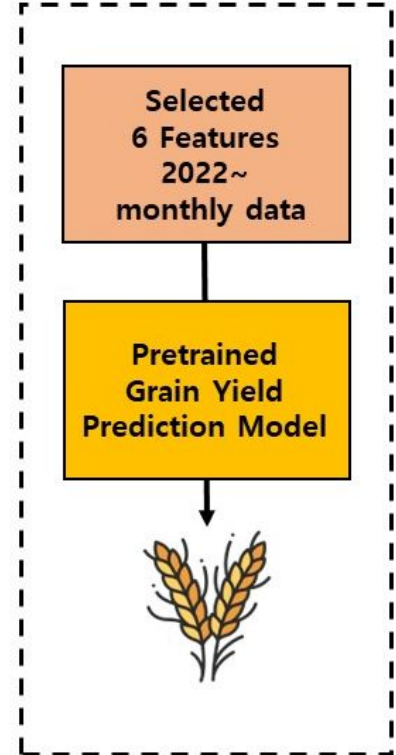 Selected
6 Features
2022~
monthly data
Pretrained
Grain Yield
Prediction Model